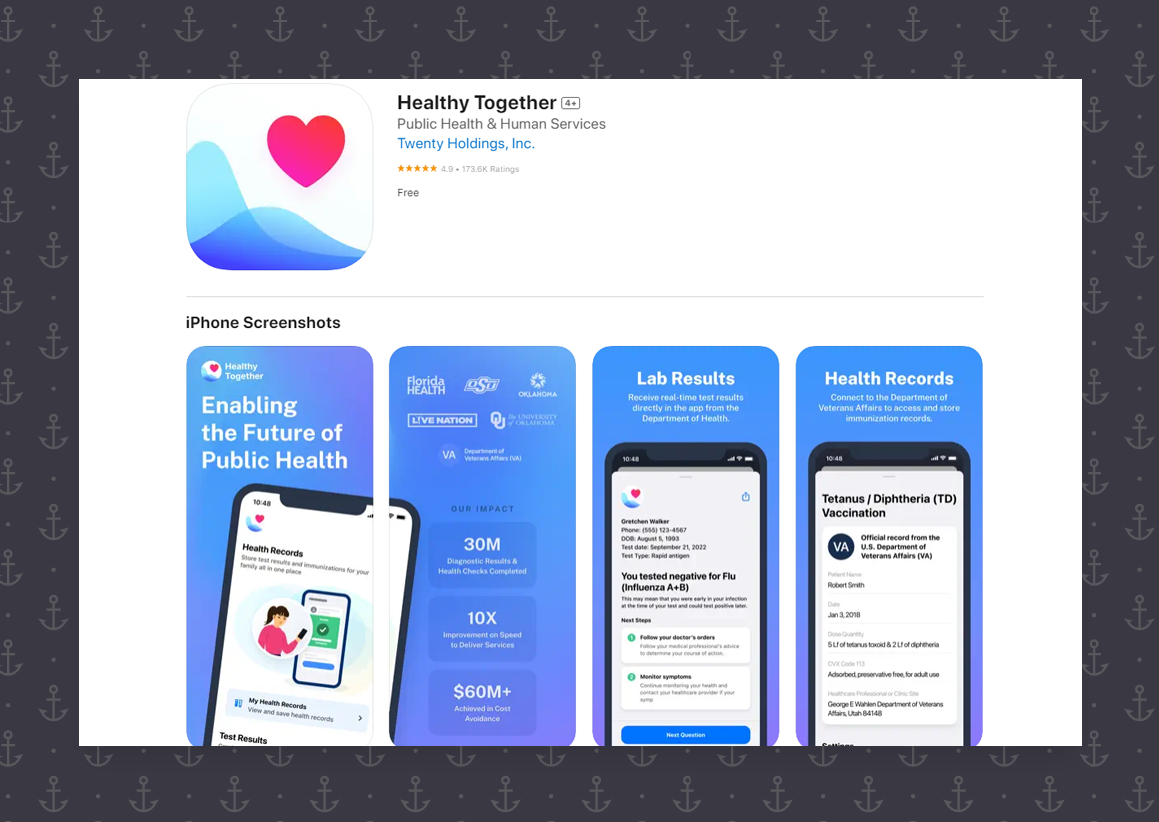 Healthy Together 4+
Public Health & Human Services
Twenty Holdings, Inc.
★★★★★ 4.9 • 173.6K Ratings
Free
iPhone Screenshots
Healthy
Together
Enabling
the Future of
Public Health
10:48
Health Records
Store test results and immunizations for your
family all in one place
My Health Records
View and save health records
Test Results
Florida
HEALTH
OSU
OKLAHOMA
LIVE NATION
OU The UNIVERSITY
of OKLAHOMA
VA Department of
Veterans Affairs (VA)
OUR IMPACT
30M
Diagnostic Results &
Health Checks Completed
10X
Improvement on Speed
to Deliver Services
$60M+
Achieved in Cost
Avoidance
Lab Results
Receive real-time test results
directly in the app from the
Department of Health.
10:48
Gretchen Walker
Phone: (555) 123-4567
DOB: August 5, 1993
Test date: September 21, 2022
Test Type: Rapid antigen
You tested negative for Flu
(Influenza A+B)
This may mean that you were early in your infection
at the time of your test and could test positive later.
Next Steps
1 Follow your doctor's orders
Follow your medical professional's advice
to determine your course of action.
2 Monitor symptoms
Continue monitoring your health and
contact your healthcare provider if your
symp
Next Question
Health Records
Connect to the Department of
Veterans Affairs to access and store
immunization records.
10:48
Tetanus / Diphtheria (TD)
Vaccination
VA
Official record from the
U.S. Department of
Veterans Affairs (VA)
Patient Name
Robert Smith
Date
Jan 3, 2018
Dose Quantity
5 Lf of tetanus toxoid & 2 Lf of diphtheria
CVX Code 113
Adsorbed, preservative free, for adult use
Healthcare Professional or Clinic Site
George E Wahlen Department of Veterans
Affairs, Utah 84148